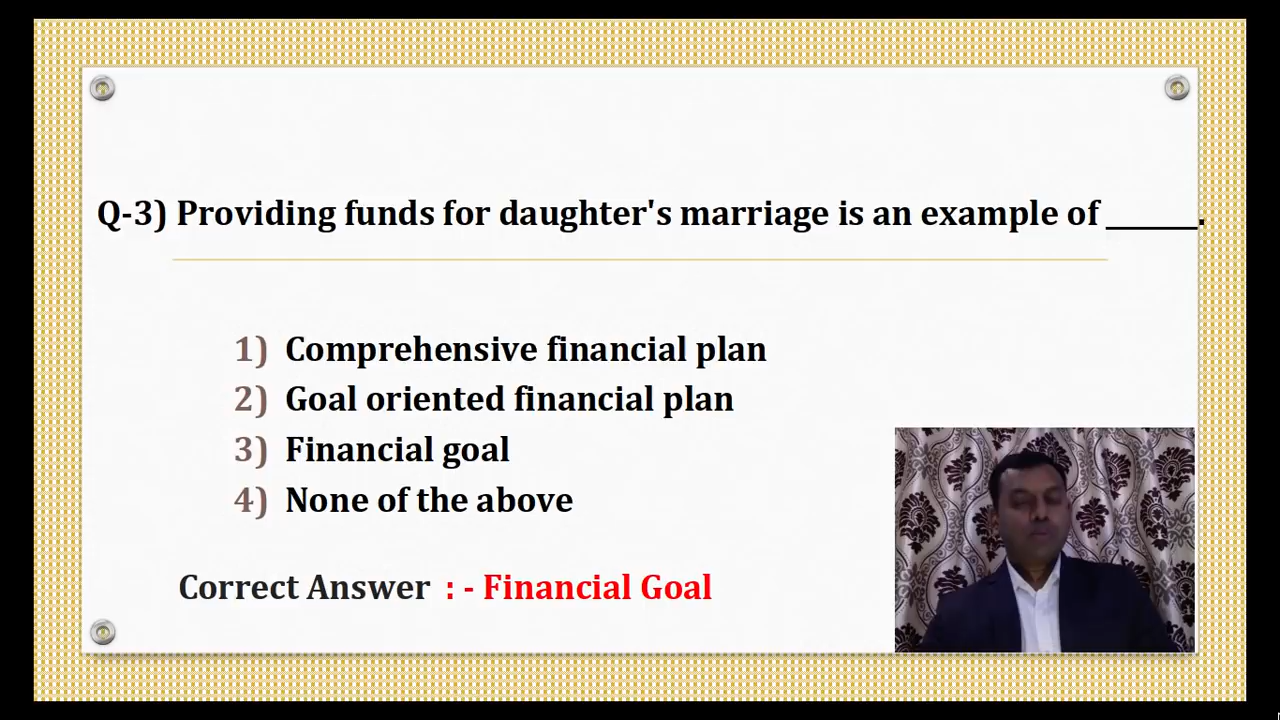 Q-3) Providing funds for daughter's marriage is an example of _____.
1) Comprehensive financial plan
2) Goal oriented financial plan
3) Financial goal
4) None of the above
Correct Answer : - Financial Goal